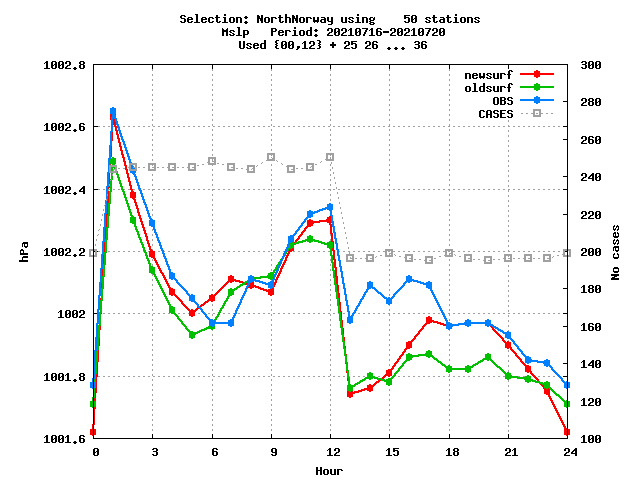 Selection: NorthNorway using    50 stations
Mslp   Period: 20210716-20210720
Used {00,12} + 25 26 ... 36
newsurf
oldsurf
OBS
CASES
1002.8
1002.6
1002.4
1002.2
1002
1001.8
1001.6
hPa
300
280
260
240
220
200
180
160
140
120
100
No cases
0 3 6 9 12 15 18 21 24
Hour